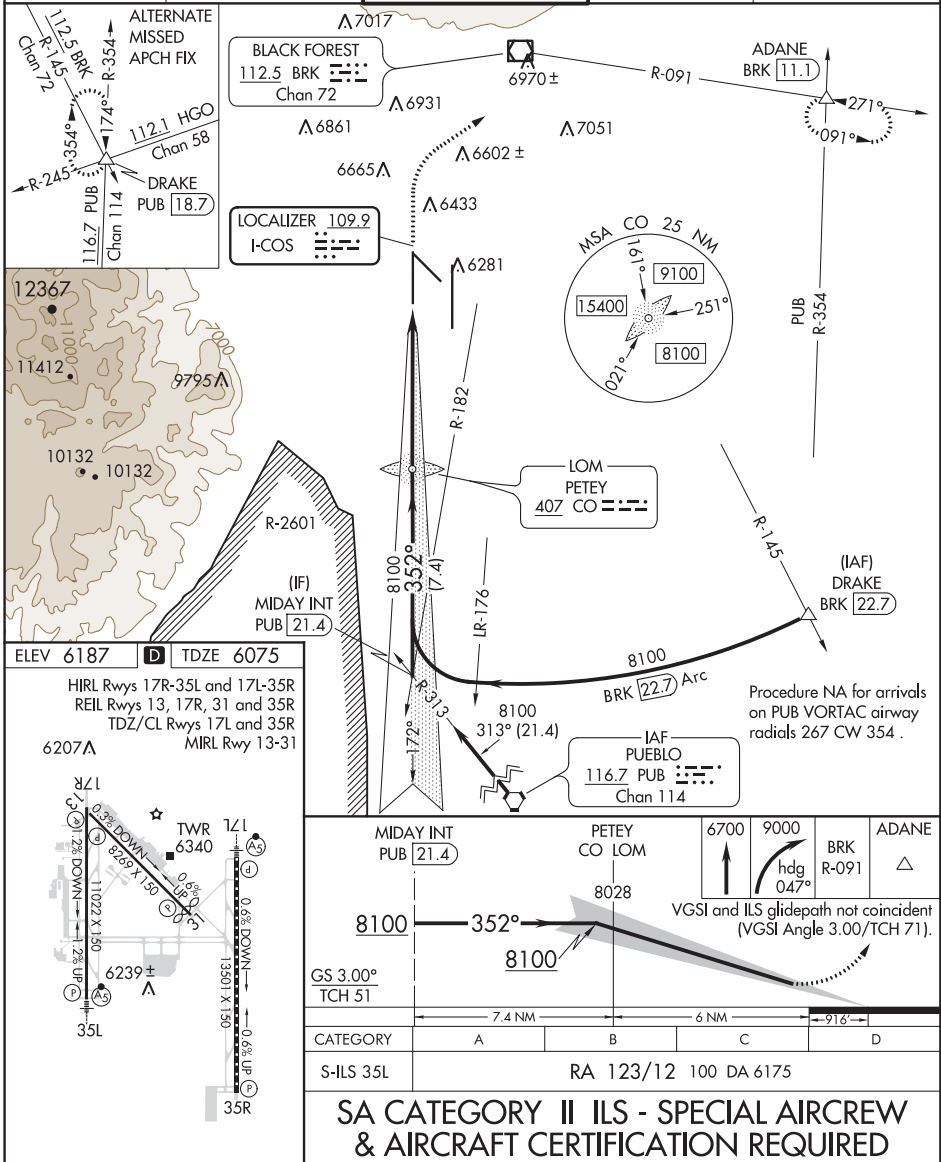 ALTERNATE
MISSED
APCH FIX
112.5 BRK
R-145
Chan 72
R-354
174°
354°
112.1 HGO
Chan 58
R-245
DRAKE
PUB 18.7
116.7 PUB
Chan 114
7017
BLACK FOREST
112.5 BRK
Chan 72
6970±
R-091
ADANE
BRK 11.1
271°
091°
6931
6861
7051
6602 ±
6665
6433
LOCALIZER 109.9
I-COS
6281
MSA CO 25 NM
161°
9100
15400
251°
8100
021°
PUB
R-354
12367
11000
7000
11412
9795
10132
10132
R-182
LOM
PETEY
407 CO
R-2601
8100
352°
(7.4)
(IF)
MIDAY INT
PUB 21.4
LR-176
R-145
(IAF)
DRAKE
BRK 22.7
8100
BRK 22.7 Arc
R-313
172°
8100
313° (21.4)
Procedure NA for arrivals
on PUB VORTAC airway
radials 267 CW 354 .
IAF
PUEBLO
116.7 PUB
Chan 114
ELEV 6187
D
TDZE 6075
HIRL Rwys 17R-35L and 17L-35R
REIL Rwys 13, 17R, 31 and 35R
TDZ/CL Rwys 17L and 35R
MIRL Rwy 13-31
6207
17R
13
0.3% DOWN
8269 X 150
0.6% UP
31
P
P
P
P
TWR
6340
17L
A5
P
1.2% DOWN
11022 X 150
1.2% UP
0.6% DOWN
13501 X 150
0.6% UP
6239 ±
P
A5
35L
P
35R
MIDAY INT
PUB 21.4
PETEY
CO LOM
8028
6700
9000
hdg
047°
BRK
R-091
ADANE
VGSI and ILS glidepath not coincident
(VGSI Angle 3.00/TCH 71).
8100
352°
8100
GS 3.00°
TCH 51
7.4 NM
6 NM
916'
CATEGORY
A
B
C
D
S-ILS 35L
RA 123/12 100 DA 6175
SA CATEGORY II ILS - SPECIAL AIRCREW
& AIRCRAFT CERTIFICATION REQUIRED